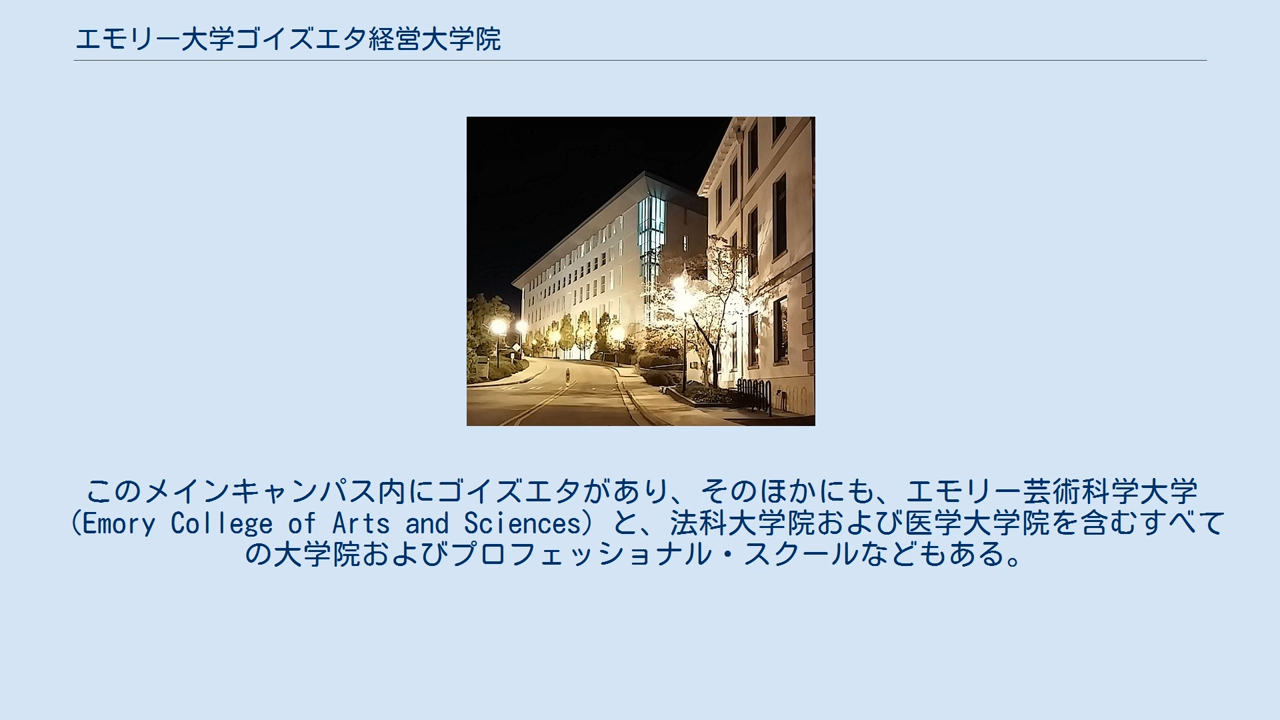 エモリー大学ゴイズエタ経営大学院
このメインキャンパス内にゴイズエタがあり、そのほかにも、エモリー芸術科学大学
(Emory College of Arts and Sciences) と、法科大学院および医学大学院を含むすべて
の大学院およびプロフェッショナル・スクールなどもある。